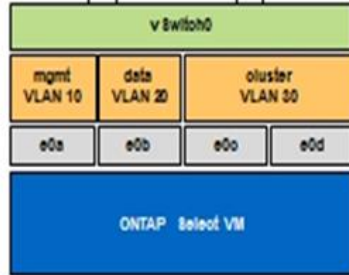 vSwitch0
mgmt
VLAN 10
data
VLAN 20
cluster
VLAN 30
e0a
e0b
e0c
e0d
ONTAP Select VM